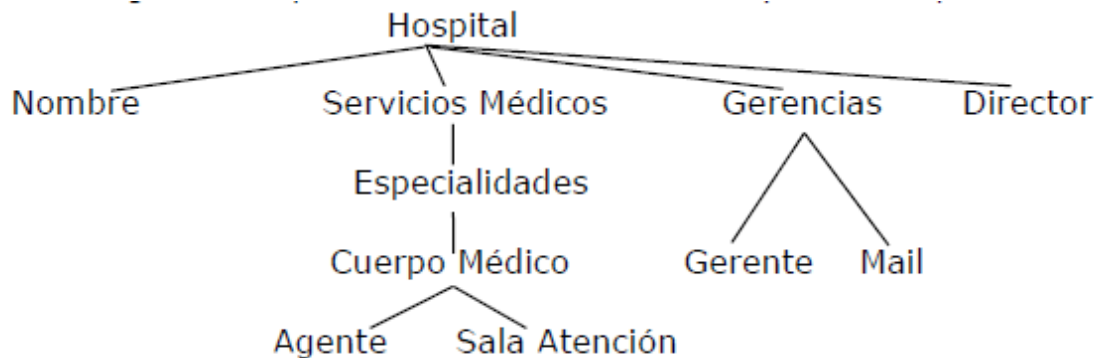 Hospital
Nombre Servicios Médicos Gerencias Director
Especialidades
Cuerpo Médico Gerente Mail
Agente Sala Atención